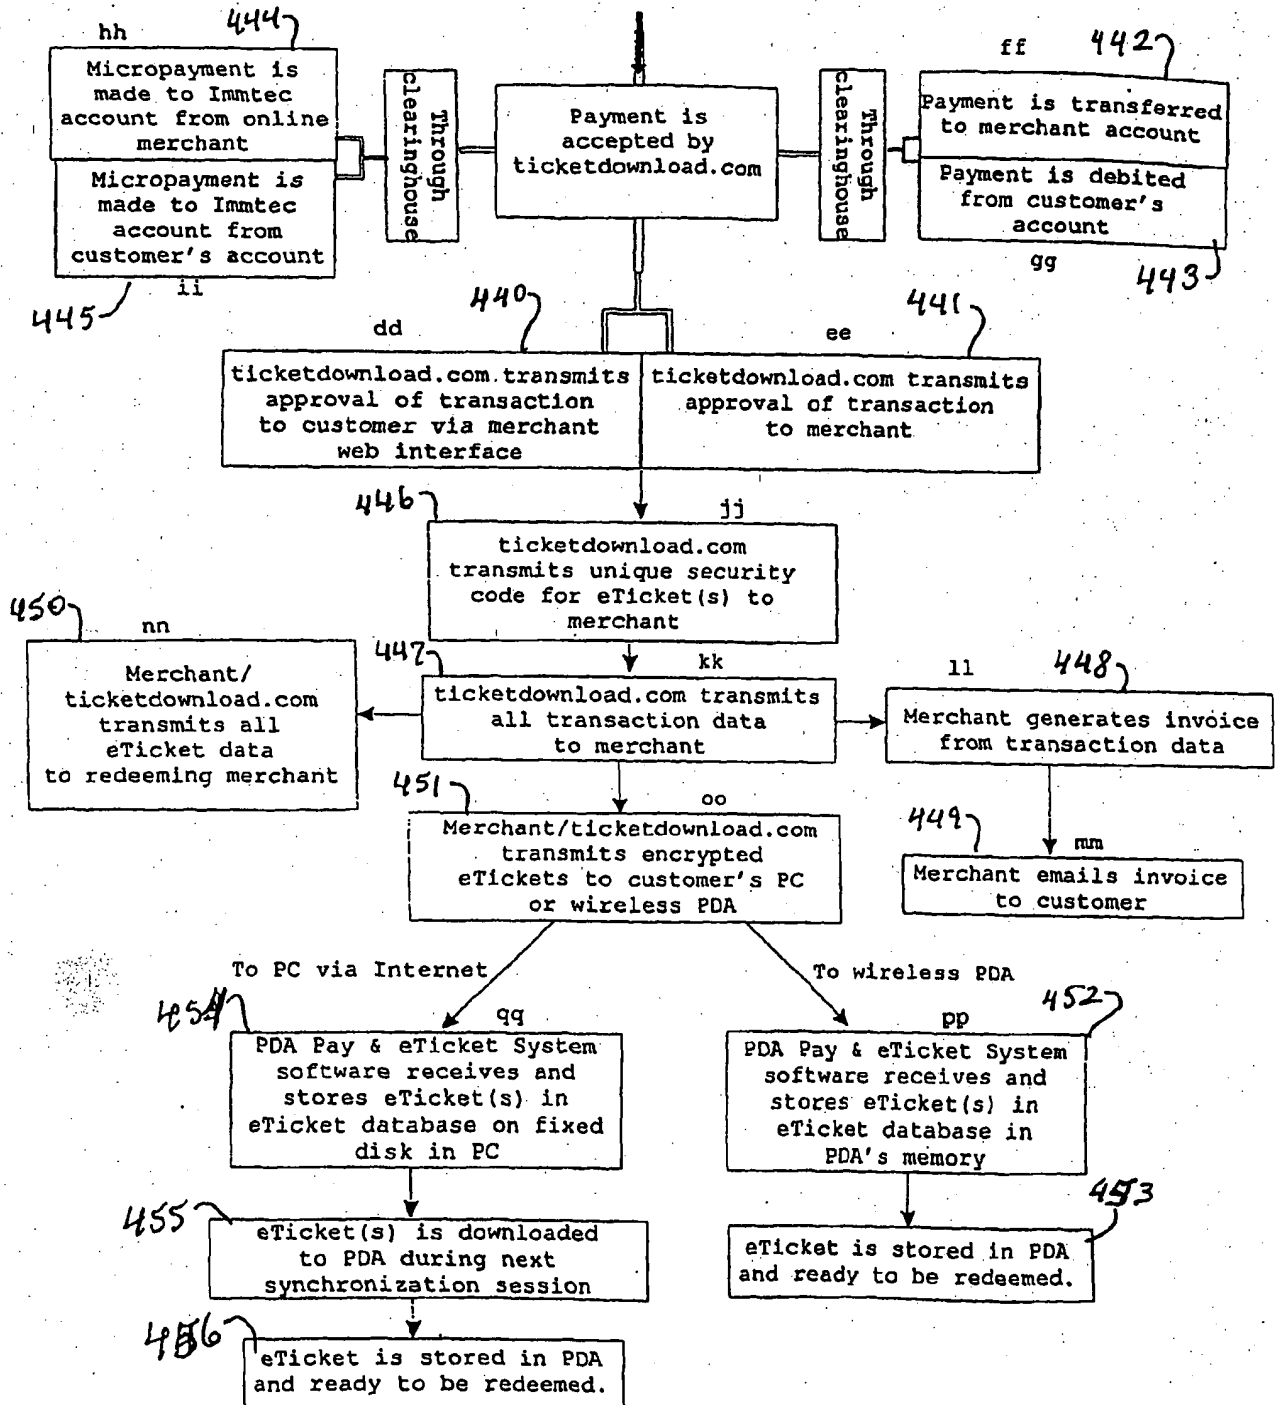 hh
444
Micropayment is
made to Immtec
account from online
merchant
Micropayment is
made to Immtec
account from
customer's account
ii
445
Through
clearinghouse
Payment is
accepted by
ticketdownload.com
Through
clearinghouse
ff
442
Payment is transferred
to merchant account
Payment is debited
from customer's
account
gg
443
dd
440
ee
441
ticketdownload.com transmits
approval of transaction
to customer via merchant
web interface
ticketdownload.com transmits
approval of transaction
to merchant
446
jj
ticketdownload.com
transmits unique security
code for eTicket(s) to
merchant
450
nn
Merchant/
ticketdownload.com
transmits all
eTicket data
to redeeming merchant
447
kk
ticketdownload.com transmits
all transaction data
to merchant
ll
448
Merchant generates invoice
from transaction data
449
mm
Merchant emails invoice
to customer
451
oo
Merchant/ticketdownload.com
transmits encrypted
eTickets to customer's PC
or wireless PDA
To PC via Internet
To wireless PDA
454
qq
PDA Pay & eTicket System
software receives and
stores eTicket(s) in
eTicket database on fixed
disk in PC
452
pp
PDA Pay & eTicket System
software receives and
stores eTicket(s) in
eTicket database in
PDA's memory
455
eTicket(s) is downloaded
to PDA during next
synchronization session
453
eTicket is stored in PDA
and ready to be redeemed.
456
eTicket is stored in PDA
and ready to be redeemed.